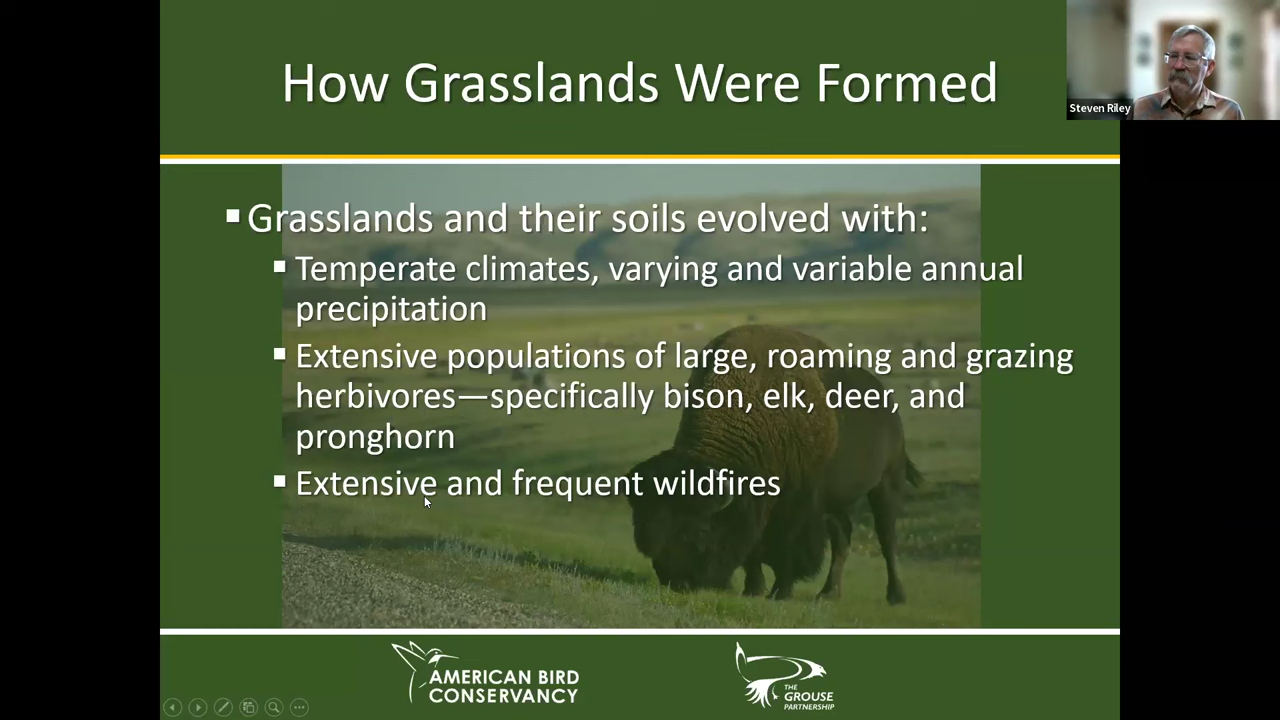 How Grasslands Were Formed
Steven Riley
Grasslands and their soils evolved with:
Temperate climates, varying and variable annual
precipitation
Extensive populations of large, roaming and grazing
herbivores—specifically bison, elk, deer, and
pronghorn
Extensive and frequent wildfires
AMERICAN BIRD
CONSERVANCY
THE
GROUSE
PARTNERSHIP